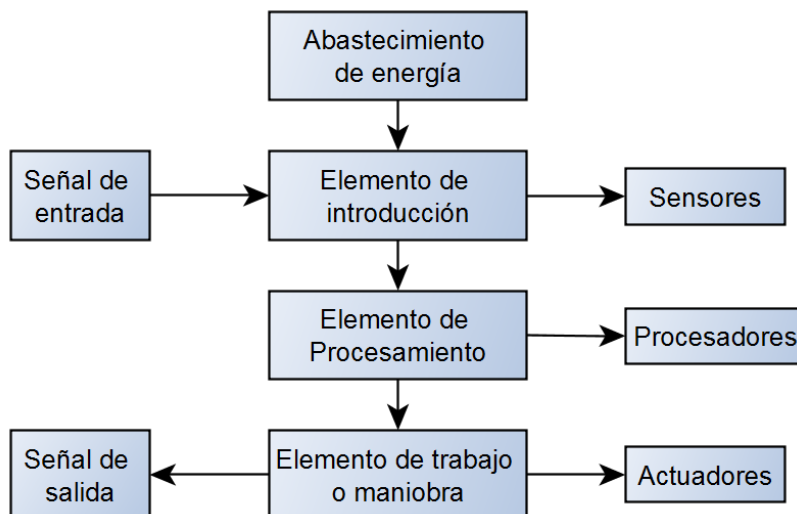 Abastecimiento
de energía
Señal de
entrada
Elemento de
introducción
Sensores
Elemento de
Procesamiento
Procesadores
Señal de
salida
Elemento de trabajo
o maniobra
Actuadores